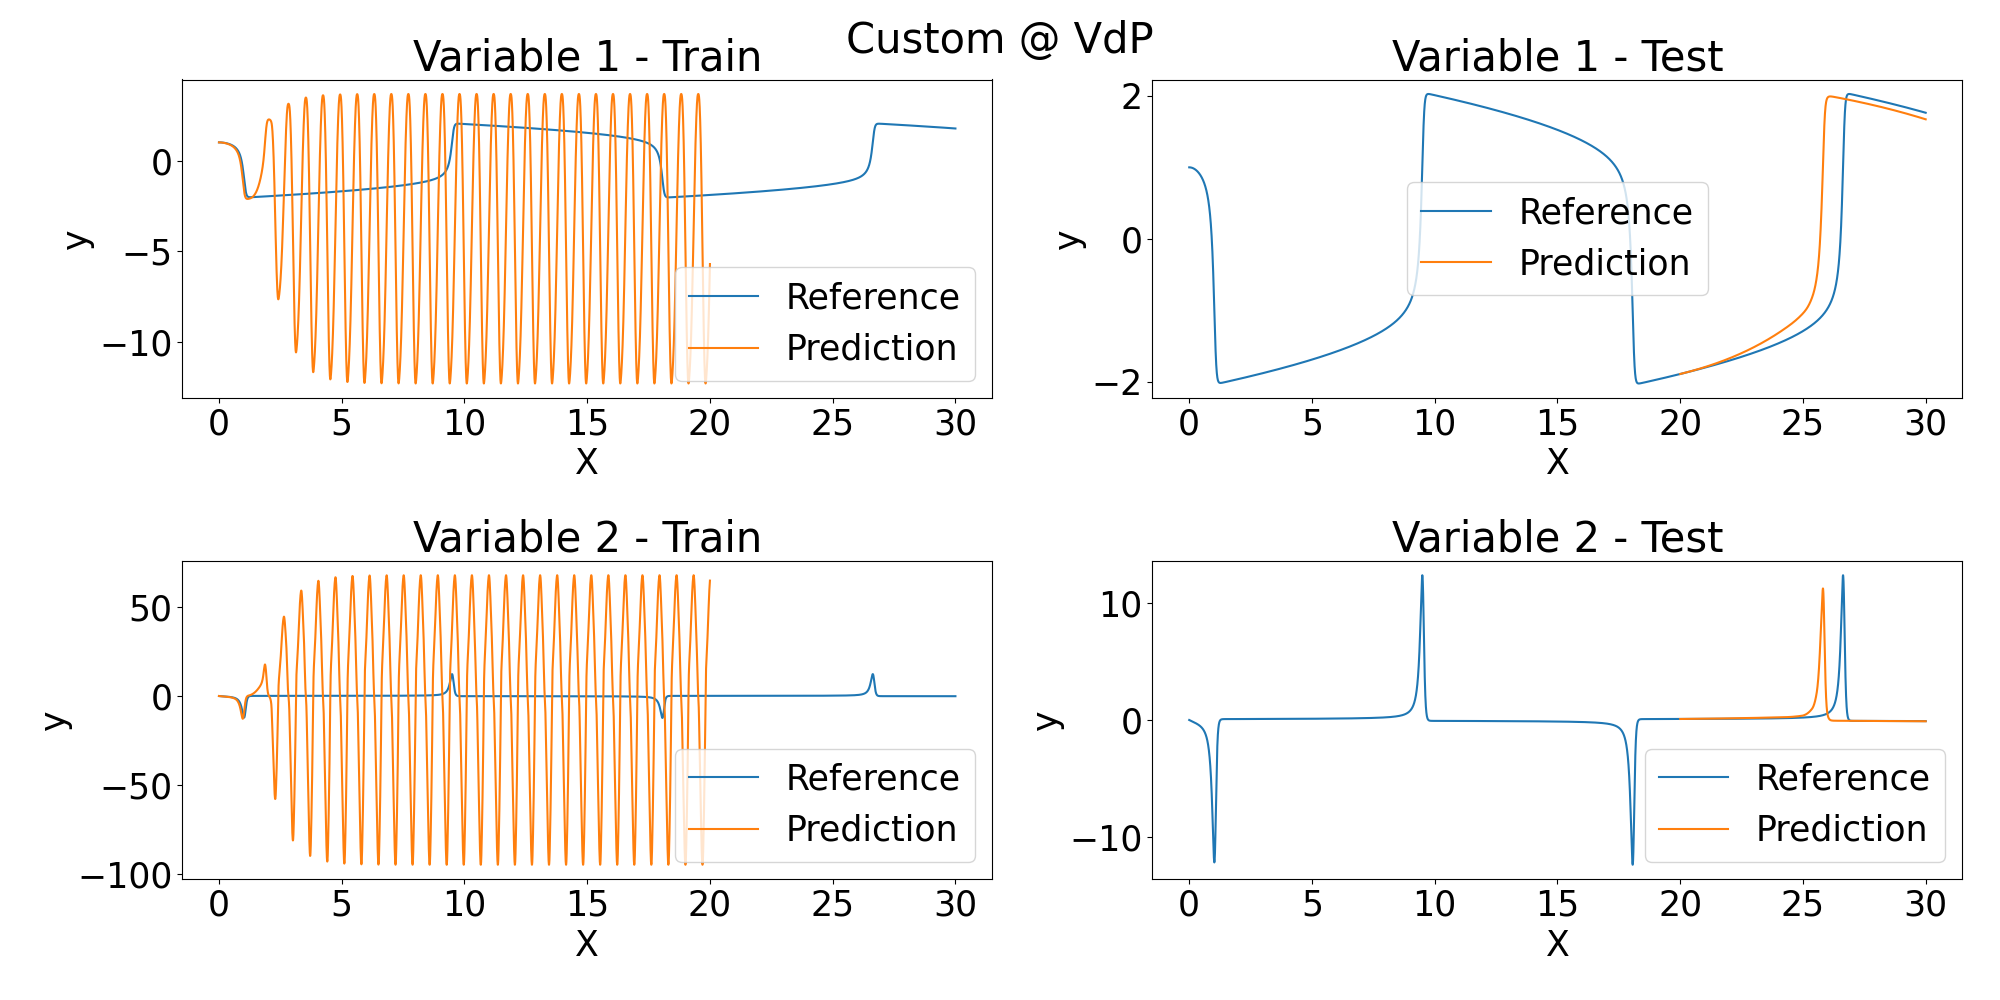 Custom @ VdP
Variable 1 - Train
Variable 1 - Test
0
−5
−10
y
0 5 10 15 20 25 30
X
Reference
Prediction
2
0
−2
y
0 5 10 15 20 25 30
X
Reference
Prediction
Variable 2 - Train
Variable 2 - Test
50
0
−50
−100
y
0 5 10 15 20 25 30
X
Reference
Prediction
10
0
−10
y
0 5 10 15 20 25 30
X
Reference
Prediction